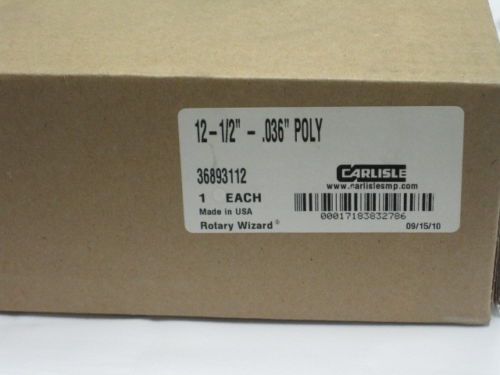 12-1/2" - .036" POLY
36893112
CARLISLE
www.carlislesmp.com
1 EACH
Made in USA
00017183832786
Rotary Wizard®
09/15/10